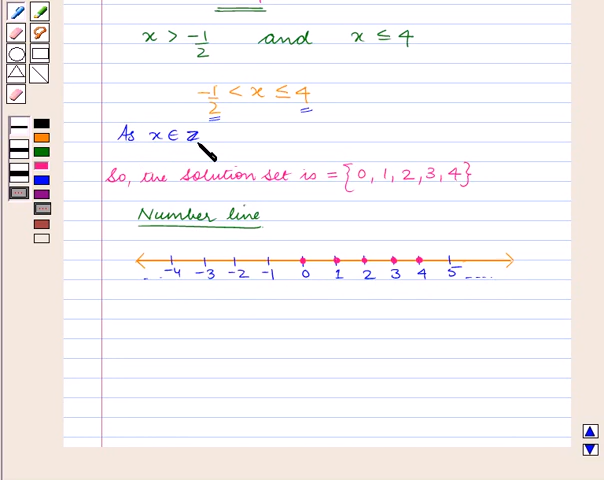 x > -1/2 and x ≤ 4
-1/2 < x ≤ 4
As x ∈ z
So, the solution set is = {0, 1, 2, 3, 4}
Number line
... -4 -3 -2 -1 0 1 2 3 4 5 ...